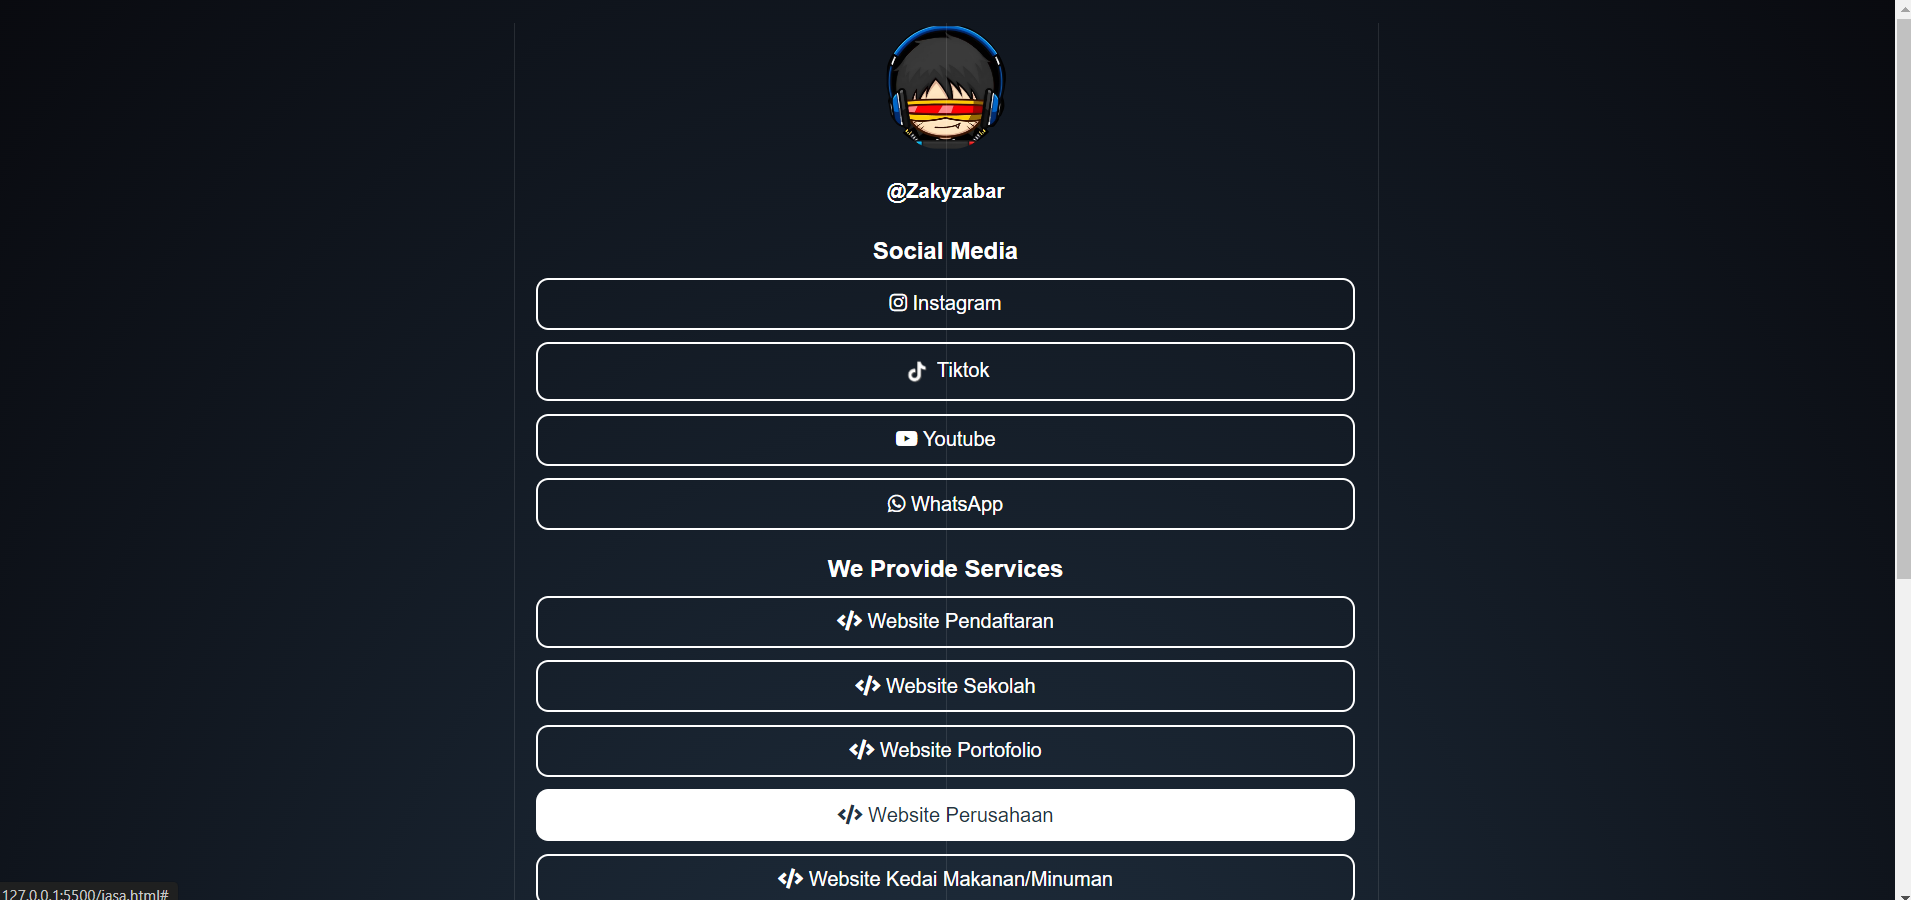 @Zakyzabar
Social Media
Instagram
Tiktok
Youtube
WhatsApp
We Provide Services
Website Pendaftaran
Website Sekolah
Website Portofolio
Website Perusahaan
Website Kedai Makanan/Minuman
127.0.0.1:5500/jasa.html#